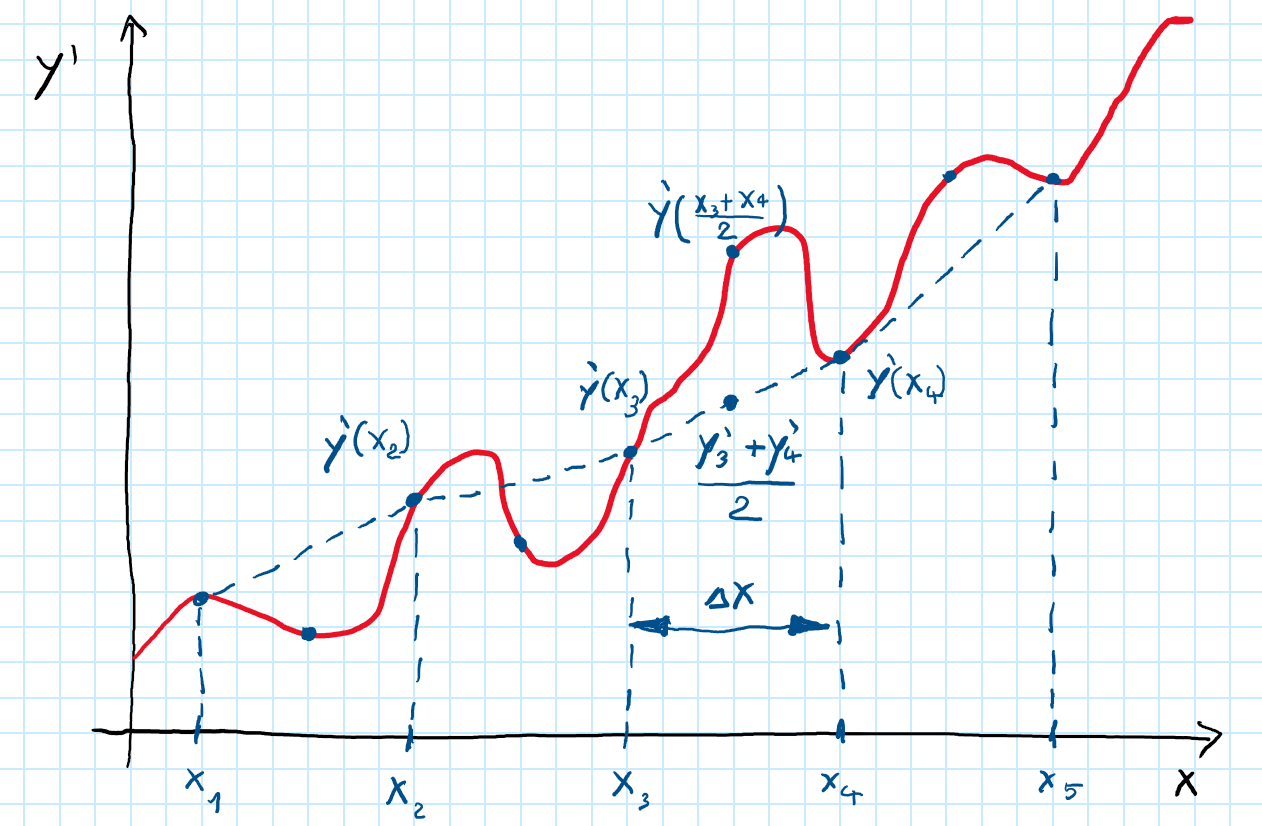 y'
y̍((x₃+x₄)/2)
y̍(x₃)
y̍(x₄)
y̍(x₂)
(y'₃+y'₄)/2
Δx
x₁
x₂
x₃
x₄
x₅
x